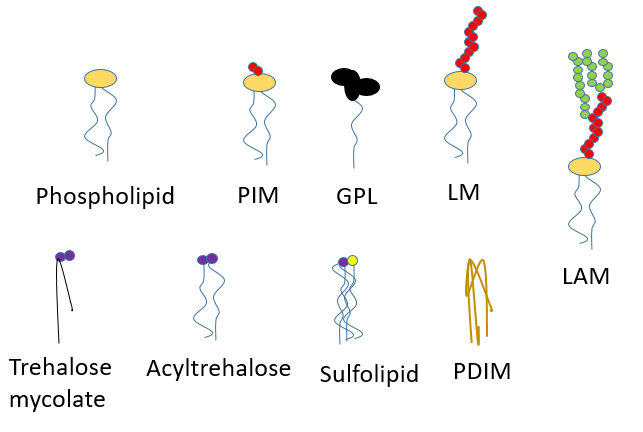 Phospholipid
PIM
GPL
LM
LAM
Trehalose
mycolate
Acyltrehalose
Sulfolipid
PDIM